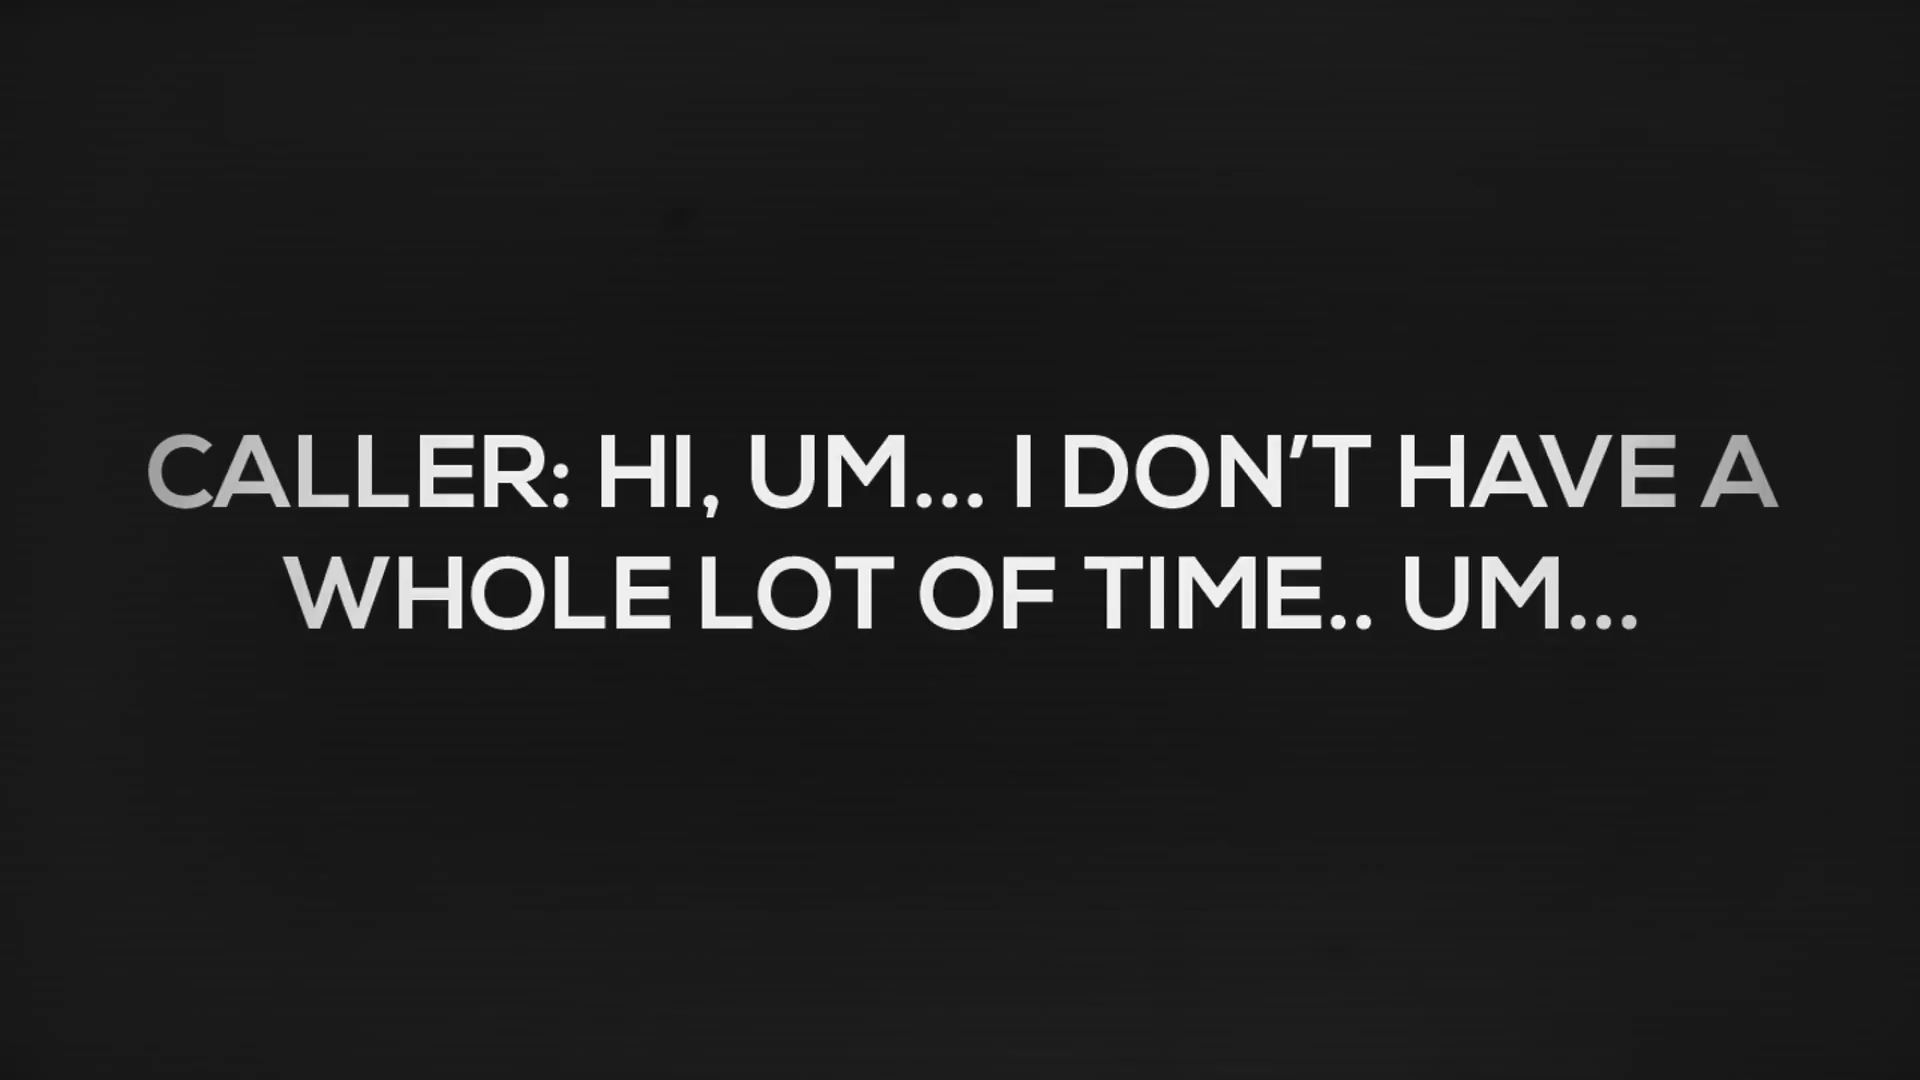 CALLER: HI, UM... I DON'T HAVE A
WHOLE LOT OF TIME.. UM...